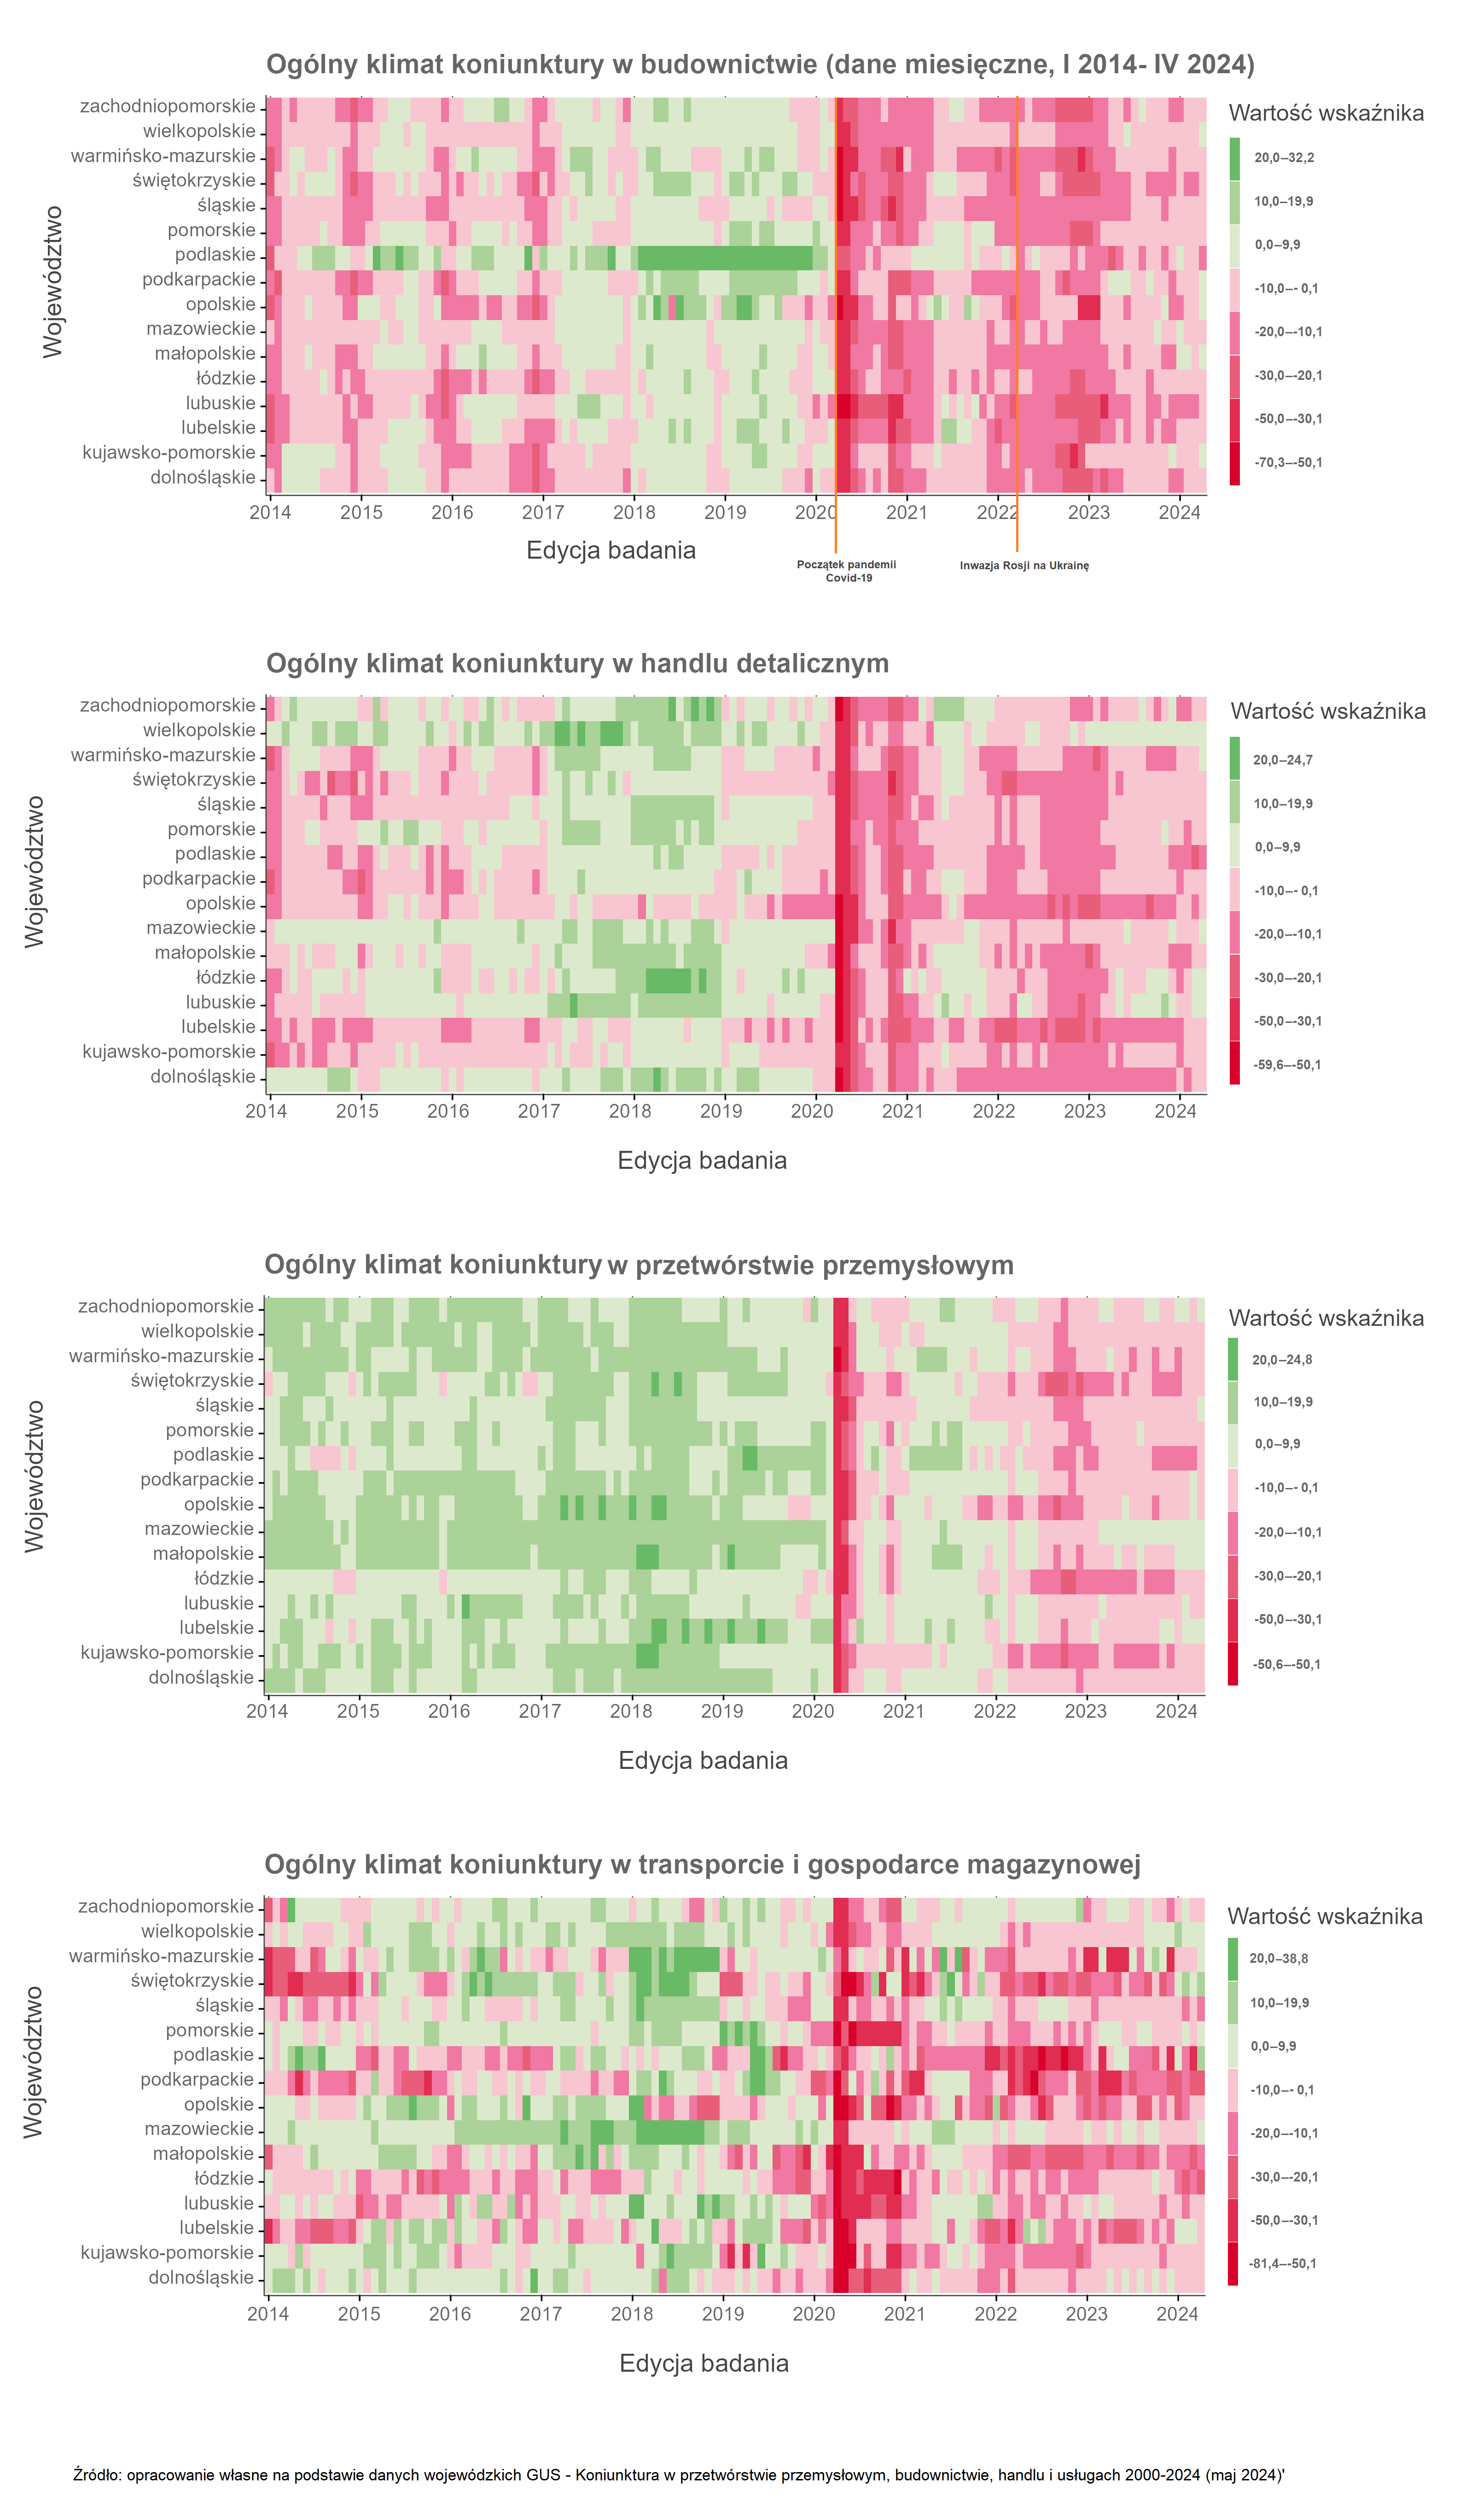 Ogólny klimat koniunktury w budownictwie (dane miesięczne, I 2014- IV 2024)
Województwo
zachodniopomorskie
wielkopolskie
warmińsko-mazurskie
świętokrzyskie
śląskie
pomorskie
podlaskie
podkarpackie
opolskie
mazowieckie
małopolskie
łódzkie
lubuskie
lubelskie
kujawsko-pomorskie
dolnośląskie
2014 2015 2016 2017 2018 2019 2020 2021 2022 2023 2024
Edycja badania
Początek pandemii
Covid-19
Inwazja Rosji na Ukrainę
Wartość wskaźnika
20,0–32,2
10,0–19,9
0,0–9,9
-10,0–- 0,1
-20,0–-10,1
-30,0–-20,1
-50,0–-30,1
-70,3–-50,1
Ogólny klimat koniunktury w handlu detalicznym
Województwo
zachodniopomorskie
wielkopolskie
warmińsko-mazurskie
świętokrzyskie
śląskie
pomorskie
podlaskie
podkarpackie
opolskie
mazowieckie
małopolskie
łódzkie
lubuskie
lubelskie
kujawsko-pomorskie
dolnośląskie
2014 2015 2016 2017 2018 2019 2020 2021 2022 2023 2024
Edycja badania
Wartość wskaźnika
20,0–24,7
10,0–19,9
0,0–9,9
-10,0–- 0,1
-20,0–-10,1
-30,0–-20,1
-50,0–-30,1
-59,6–-50,1
Ogólny klimat koniunktury w przetwórstwie przemysłowym
Województwo
zachodniopomorskie
wielkopolskie
warmińsko-mazurskie
świętokrzyskie
śląskie
pomorskie
podlaskie
podkarpackie
opolskie
mazowieckie
małopolskie
łódzkie
lubuskie
lubelskie
kujawsko-pomorskie
dolnośląskie
2014 2015 2016 2017 2018 2019 2020 2021 2022 2023 2024
Edycja badania
Wartość wskaźnika
20,0–24,8
10,0–19,9
0,0–9,9
-10,0–- 0,1
-20,0–-10,1
-30,0–-20,1
-50,0–-30,1
-50,6–-50,1
Ogólny klimat koniunktury w transporcie i gospodarce magazynowej
Województwo
zachodniopomorskie
wielkopolskie
warmińsko-mazurskie
świętokrzyskie
śląskie
pomorskie
podlaskie
podkarpackie
opolskie
mazowieckie
małopolskie
łódzkie
lubuskie
lubelskie
kujawsko-pomorskie
dolnośląskie
2014 2015 2016 2017 2018 2019 2020 2021 2022 2023 2024
Edycja badania
Wartość wskaźnika
20,0–38,8
10,0–19,9
0,0–9,9
-10,0–- 0,1
-20,0–-10,1
-30,0–-20,1
-50,0–-30,1
-81,4–-50,1
Źródło: opracowanie własne na podstawie danych wojewódzkich GUS - Koniunktura w przetwórstwie przemysłowym, budownictwie, handlu i usługach 2000-2024 (maj 2024)'